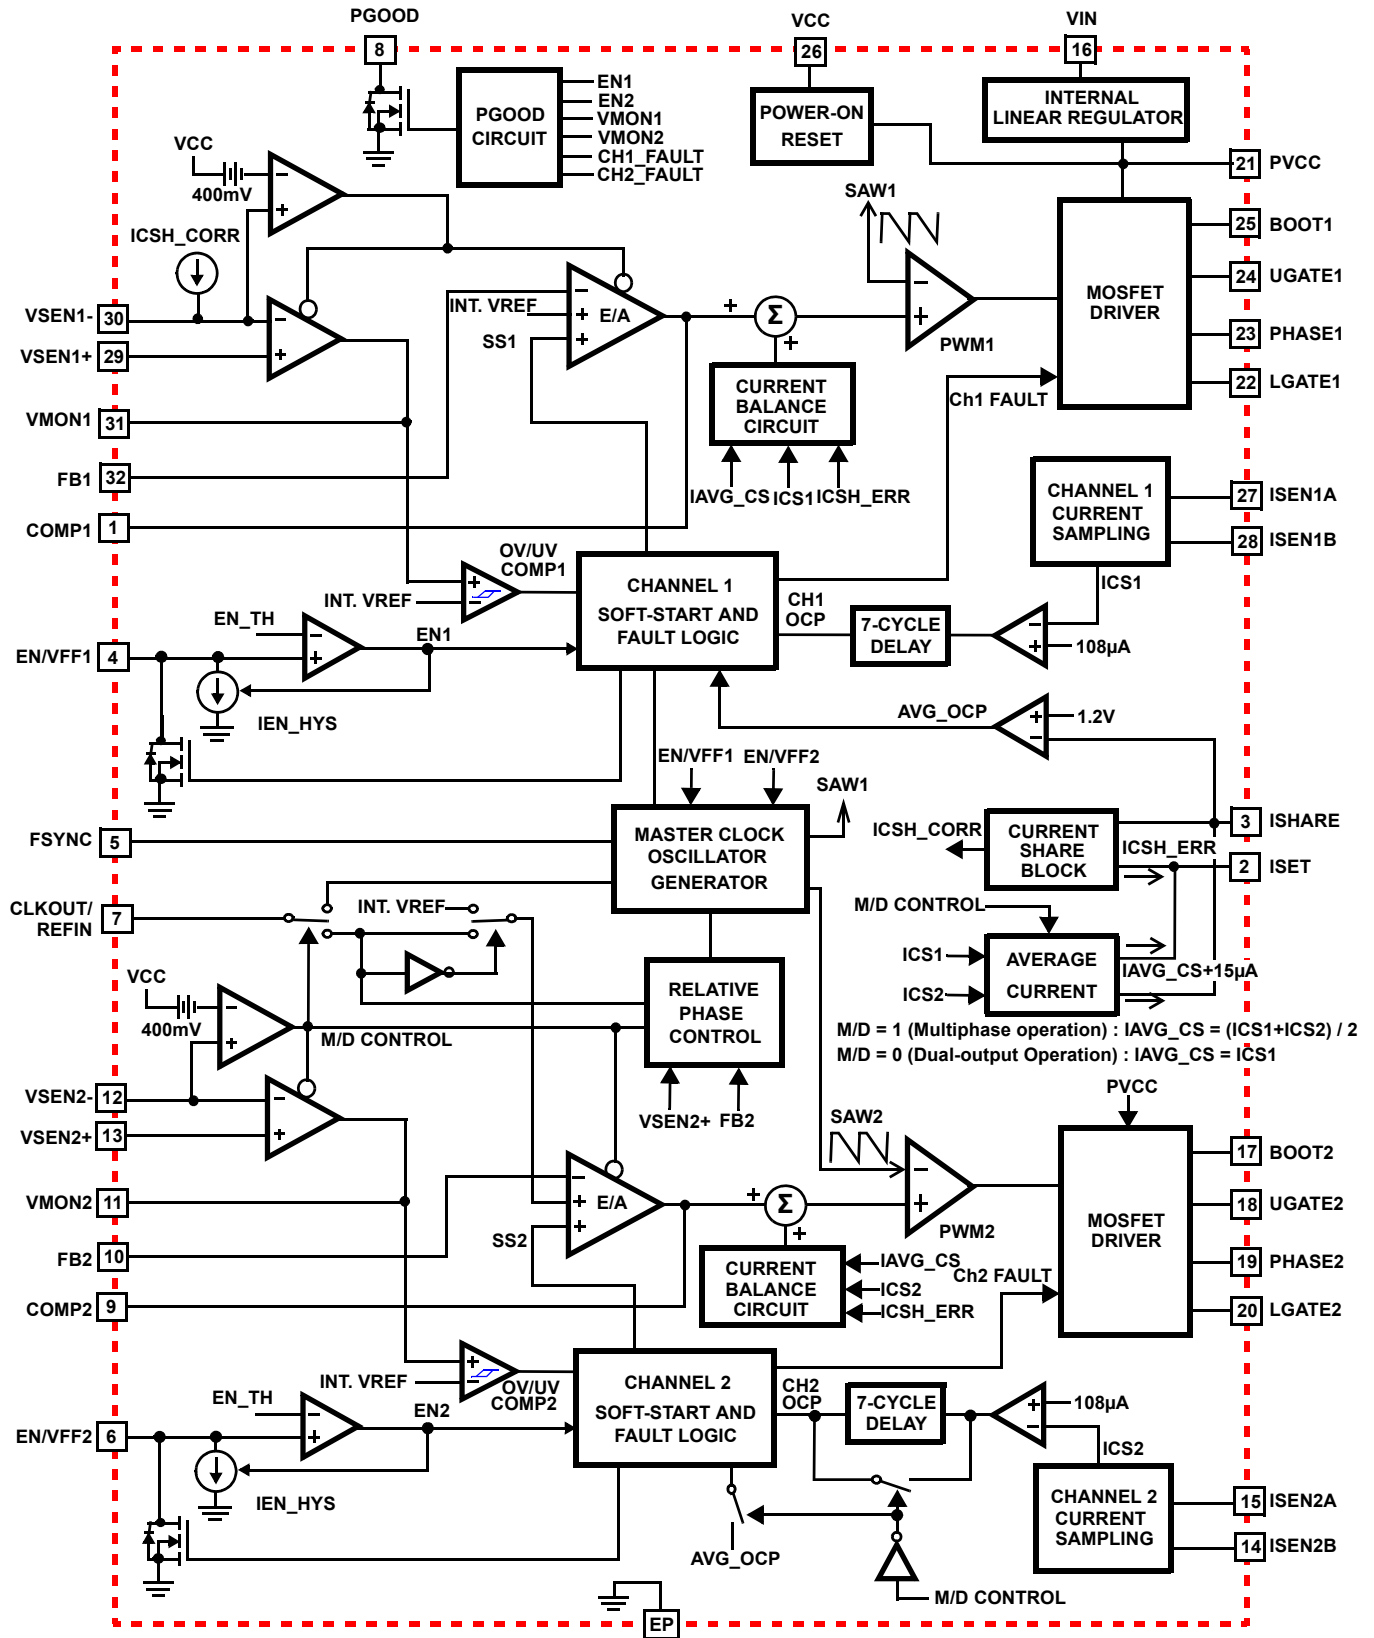 PGOOD
VCC
VIN
8
26
16
PGOOD
CIRCUIT
EN1
EN2
VMON1
VMON2
CH1_FAULT
CH2_FAULT
POWER-ON
RESET
INTERNAL
LINEAR REGULATOR
21 PVCC
VCC
400mV
ICSH_CORR
SAW1
MOSFET
DRIVER
25 BOOT1
24 UGATE1
23 PHASE1
22 LGATE1
VSEN1- 30
VSEN1+ 29
VMON1 31
FB1 32
COMP1 1
INT. VREF
SS1
E/A
Σ
PWM1
CURRENT
BALANCE
CIRCUIT
IAVG_CS
ICS1
ICSH_ERR
Ch1 FAULT
CHANNEL 1
CURRENT
SAMPLING
27 ISEN1A
28 ISEN1B
ICS1
OV/UV
COMP1
INT. VREF
CHANNEL 1
SOFT-START AND
FAULT LOGIC
CH1
OCP
7-CYCLE
DELAY
108µA
EN_TH
EN1
EN/VFF1 4
IEN_HYS
AVG_OCP
1.2V
EN/VFF1
EN/VFF2
SAW1
FSYNC 5
MASTER CLOCK
OSCILLATOR
GENERATOR
ICSH_CORR
CURRENT
SHARE
BLOCK
ICSH_ERR
3 ISHARE
2 ISET
CLKOUT/
REFIN
7
INT. VREF
M/D CONTROL
ICS1
ICS2
AVERAGE
CURRENT
IAVG_CS+15µA
M/D = 1 (Multiphase operation) : IAVG_CS = (ICS1+ICS2) / 2
M/D = 0 (Dual-output Operation) : IAVG_CS = ICS1
VCC
400mV
M/D CONTROL
RELATIVE
PHASE
CONTROL
VSEN2+
FB2
VSEN2- 12
VSEN2+ 13
VMON2 11
FB2 10
COMP2 9
SS2
E/A
Σ
SAW2
PWM2
PVCC
MOSFET
DRIVER
17 BOOT2
18 UGATE2
19 PHASE2
20 LGATE2
CURRENT
BALANCE
CIRCUIT
IAVG_CS
ICS2
ICSH_ERR
Ch2 FAULT
INT. VREF
OV/UV
COMP2
CHANNEL 2
SOFT-START AND
FAULT LOGIC
CH2
OCP
7-CYCLE
DELAY
108µA
ICS2
EN_TH
EN2
EN/VFF2 6
IEN_HYS
CHANNEL 2
CURRENT
SAMPLING
15 ISEN2A
14 ISEN2B
AVG_OCP
M/D CONTROL
EP